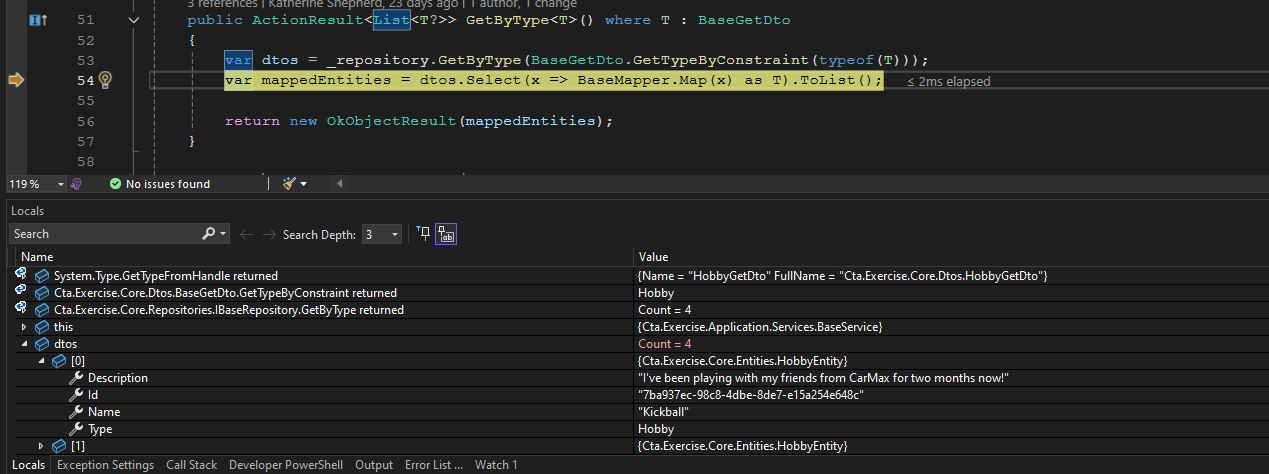 3 references | Katherine Shepherd, 23 days ago | 1 author, 1 change
51 public ActionResult<List<T?>> GetByType<T>() where T : BaseGetDto
52 {
53 var dtos = _repository.GetByType(BaseGetDto.GetTypeByConstraint(typeof(T)));
54 var mappedEntities = dtos.Select(x => BaseMapper.Map(x) as T).ToList(); ≤ 2ms elapsed
55
56 return new OkObjectResult(mappedEntities);
57 }
58
119 % No issues found
Locals
Search Search Depth: 3
Name Value
System.Type.GetTypeFromHandle returned {Name = "HobbyGetDto" FullName = "Cta.Exercise.Core.Dtos.HobbyGetDto"}
Cta.Exercise.Core.Dtos.BaseGetDto.GetTypeByConstraint returned Hobby
Cta.Exercise.Core.Repositories.IBaseRepository.GetByType returned Count = 4
this {Cta.Exercise.Application.Services.BaseService}
dtos Count = 4
[0] {Cta.Exercise.Core.Entities.HobbyEntity}
Description "I've been playing with my friends from CarMax for two months now!"
Id "7ba937ec-98c8-4dbe-8de7-e15a254e648c"
Name "Kickball"
Type Hobby
[1] {Cta.Exercise.Core.Entities.HobbyEntity}
Locals Exception Settings Call Stack Developer PowerShell Output Error List ... Watch 1